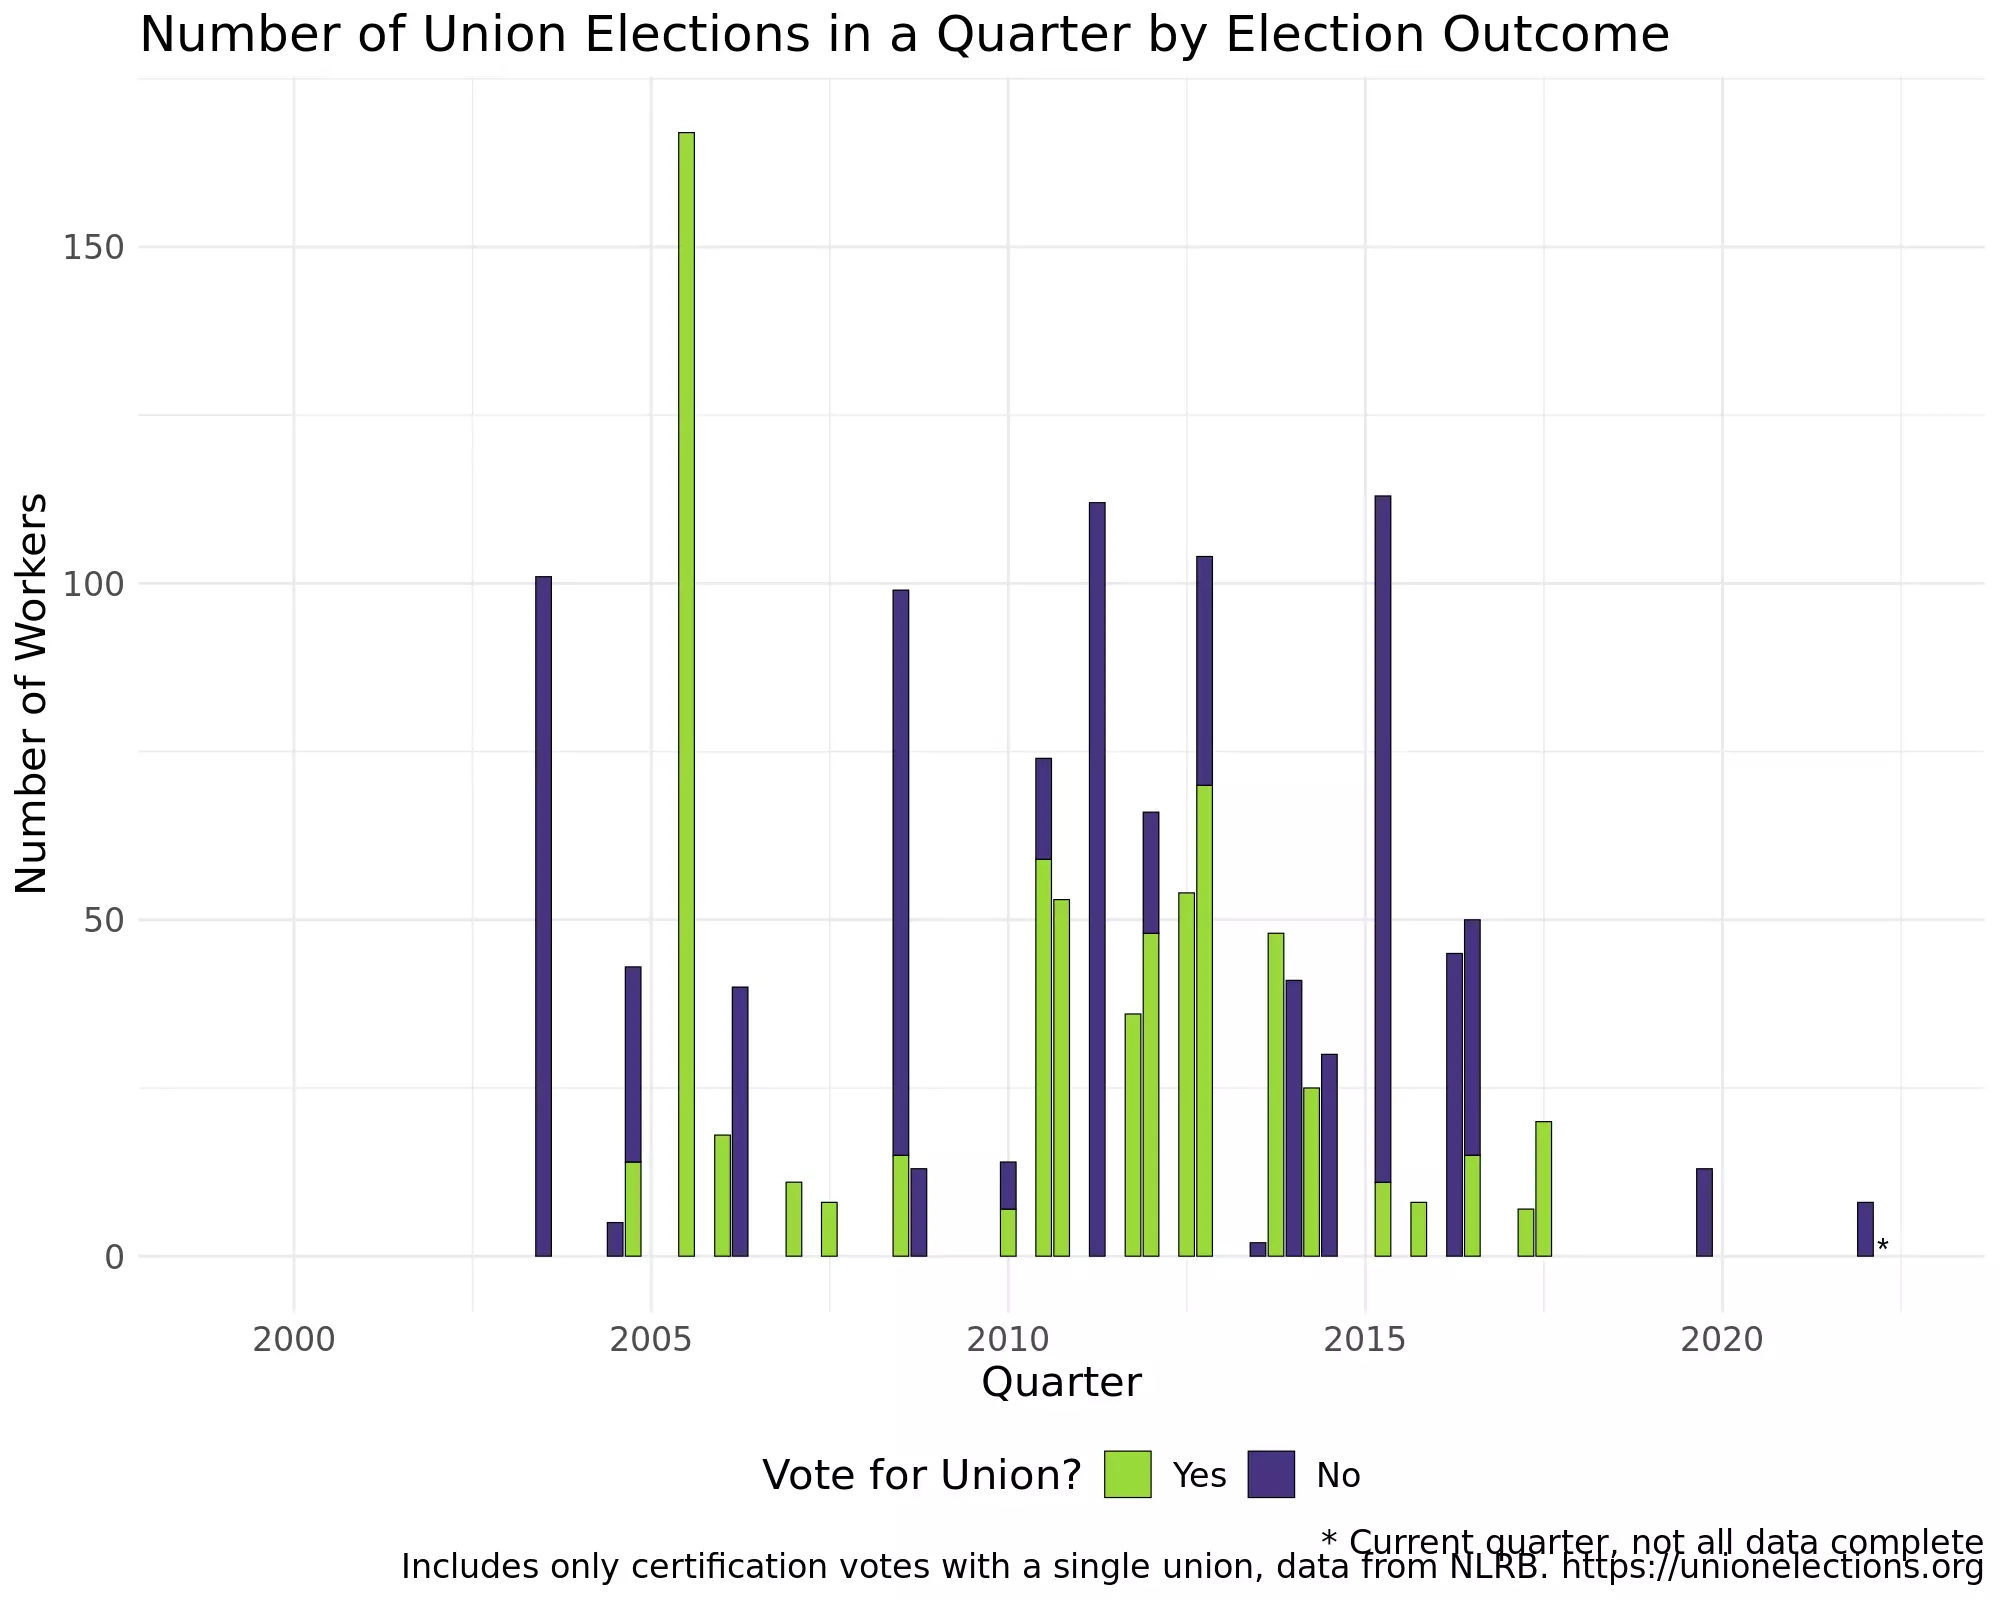 Number of Union Elections in a Quarter by Election Outcome
Number of Workers
150
100
50
0
*
2000 2005 2010 2015 2020
Quarter
Vote for Union? Yes No
* Current quarter, not all data complete
Includes only certification votes with a single union, data from NLRB. https://unionelections.org